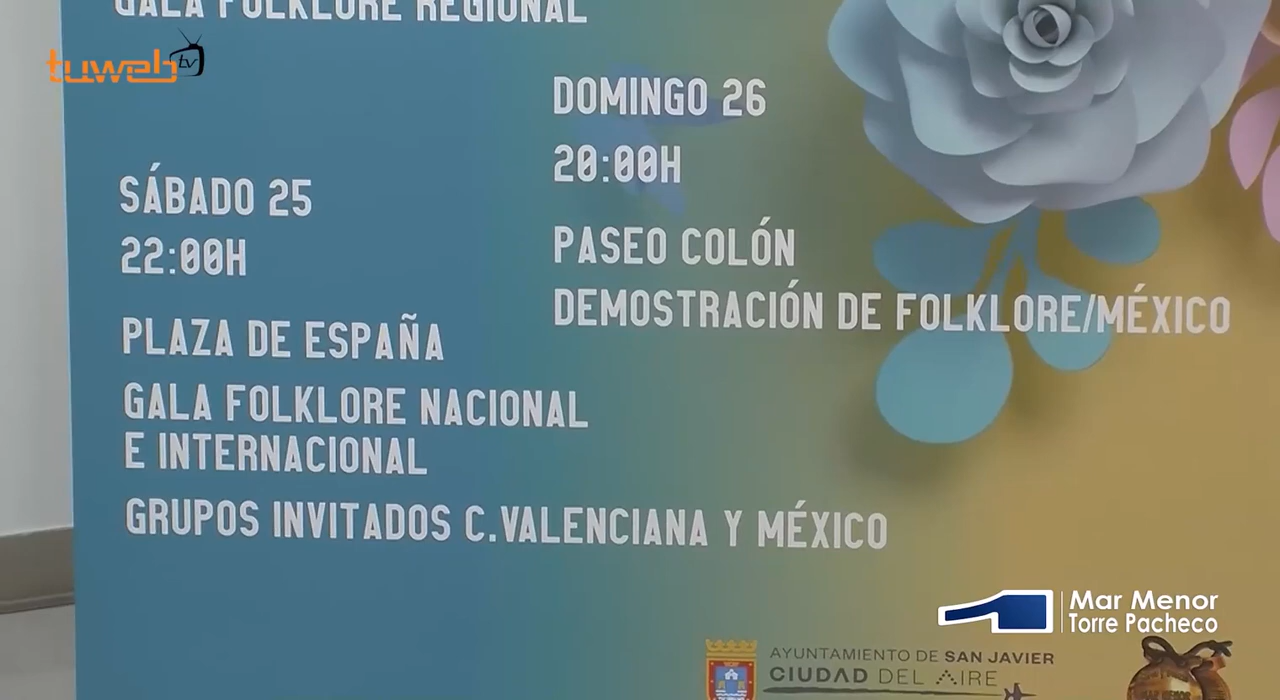 GALA FOLKLORE REGIONAL
tuweb tv
SÁBADO 25
22:00H
PLAZA DE ESPAÑA
GALA FOLKLORE NACIONAL
E INTERNACIONAL
GRUPOS INVITADOS C.VALENCIANA Y MÉXICO
DOMINGO 26
20:00H
PASEO COLÓN
DEMOSTRACIÓN DE FOLKLORE/MÉXICO
Mar Menor
Torre Pacheco
AYUNTAMIENTO DE SAN JAVIER
CIUDAD DEL AIRE